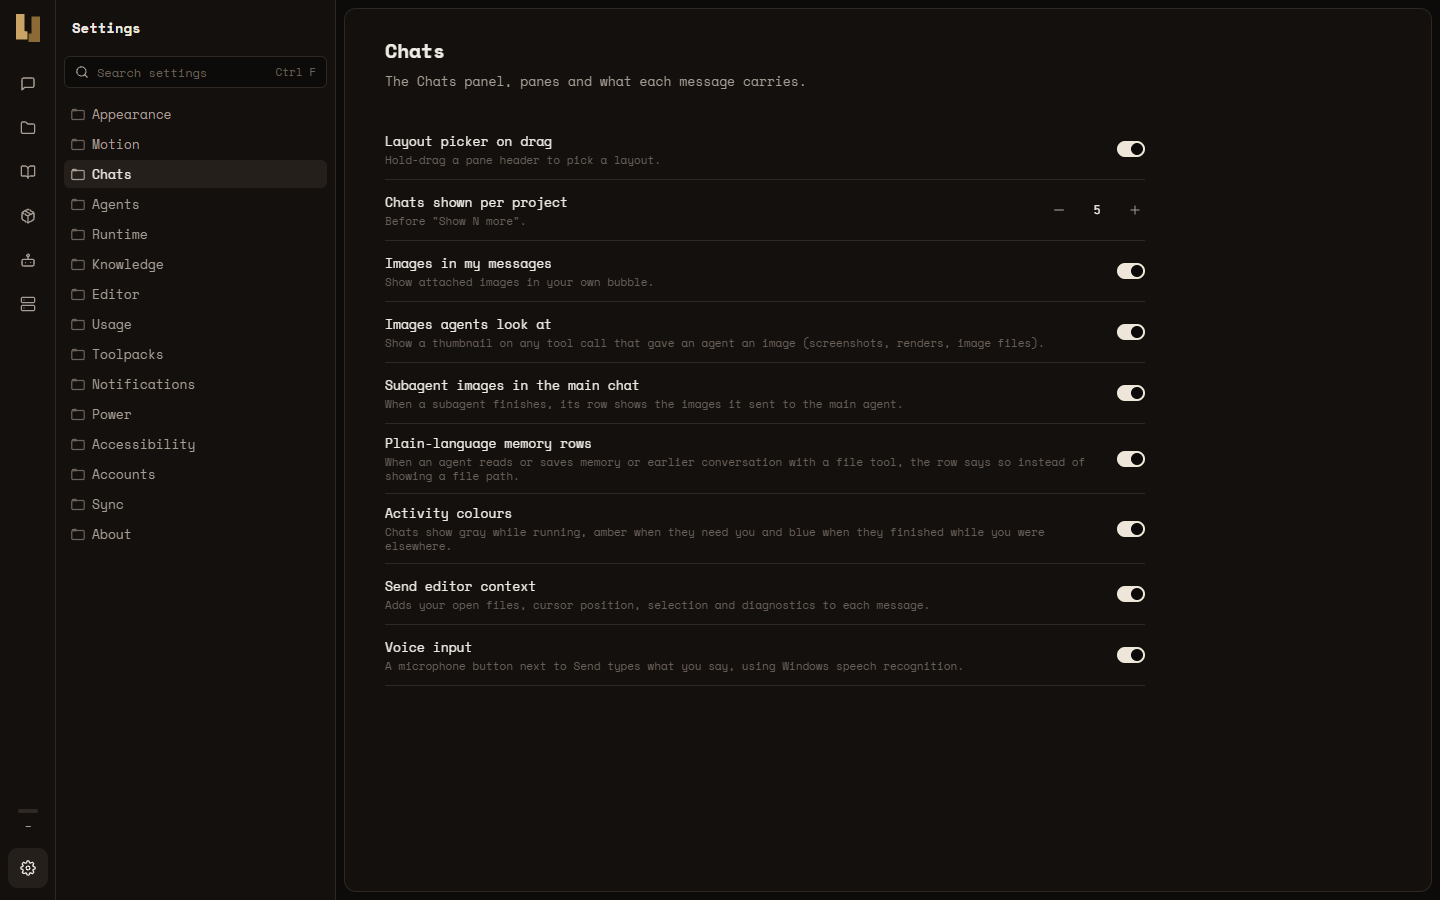 Settings
Search settings Ctrl F
Appearance
Motion
Chats
Agents
Runtime
Knowledge
Editor
Usage
Toolpacks
Notifications
Power
Accessibility
Accounts
Sync
About
Chats
The Chats panel, panes and what each message carries.
Layout picker on drag
Hold-drag a pane header to pick a layout.
Chats shown per project
Before "Show N more".
— 5 +
Images in my messages
Show attached images in your own bubble.
Images agents look at
Show a thumbnail on any tool call that gave an agent an image (screenshots, renders, image files).
Subagent images in the main chat
When a subagent finishes, its row shows the images it sent to the main agent.
Plain-language memory rows
When an agent reads or saves memory or earlier conversation with a file tool, the row says so instead of
showing a file path.
Activity colours
Chats show gray while running, amber when they need you and blue when they finished while you were
elsewhere.
Send editor context
Adds your open files, cursor position, selection and diagnostics to each message.
Voice input
A microphone button next to Send types what you say, using Windows speech recognition.
–